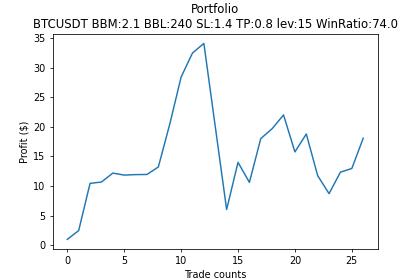 Portfolio
BTCUSDT BBM:2.1 BBL:240 SL:1.4 TP:0.8 lev:15 WinRatio:74.0
35
30
25
20
15
10
5
0
Profit ($)
0 5 10 15 20 25
Trade counts